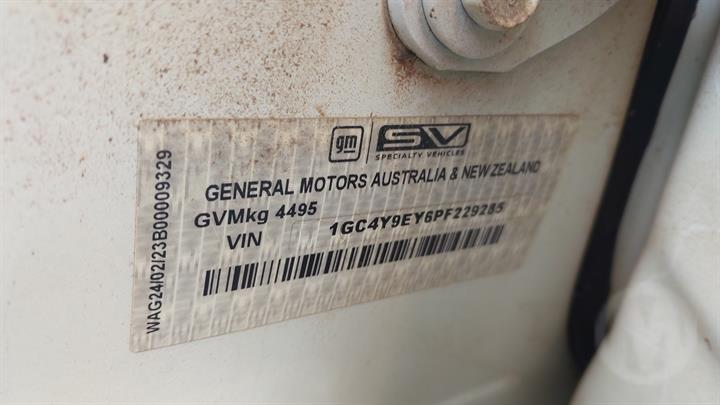 gm SV
SPECIALTY VEHICLES
GENERAL MOTORS AUSTRALIA & NEW ZEALAND
GVMkg 4495
VIN 1GC4Y9EY6PF229285
WAG24/02/23B00009329